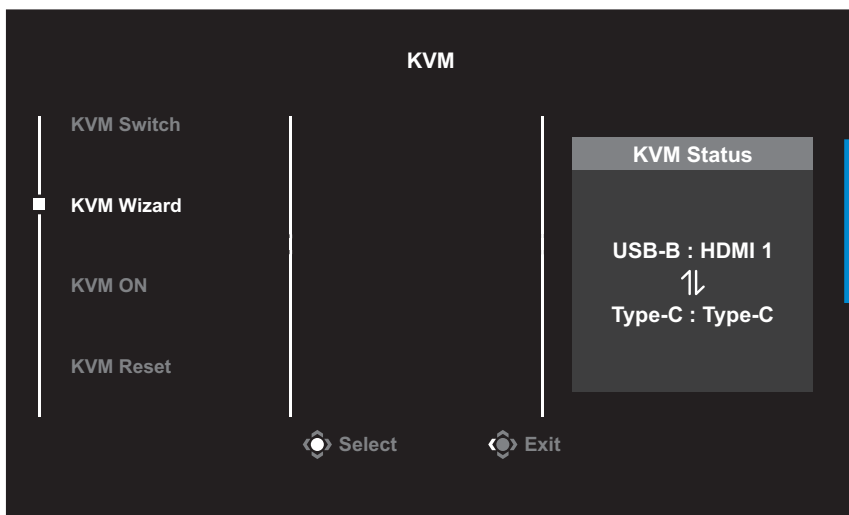 KVM
KVM Switch
KVM Wizard
KVM ON
KVM Reset
KVM Status
USB-B : HDMI 1
Type-C : Type-C
Select
Exit